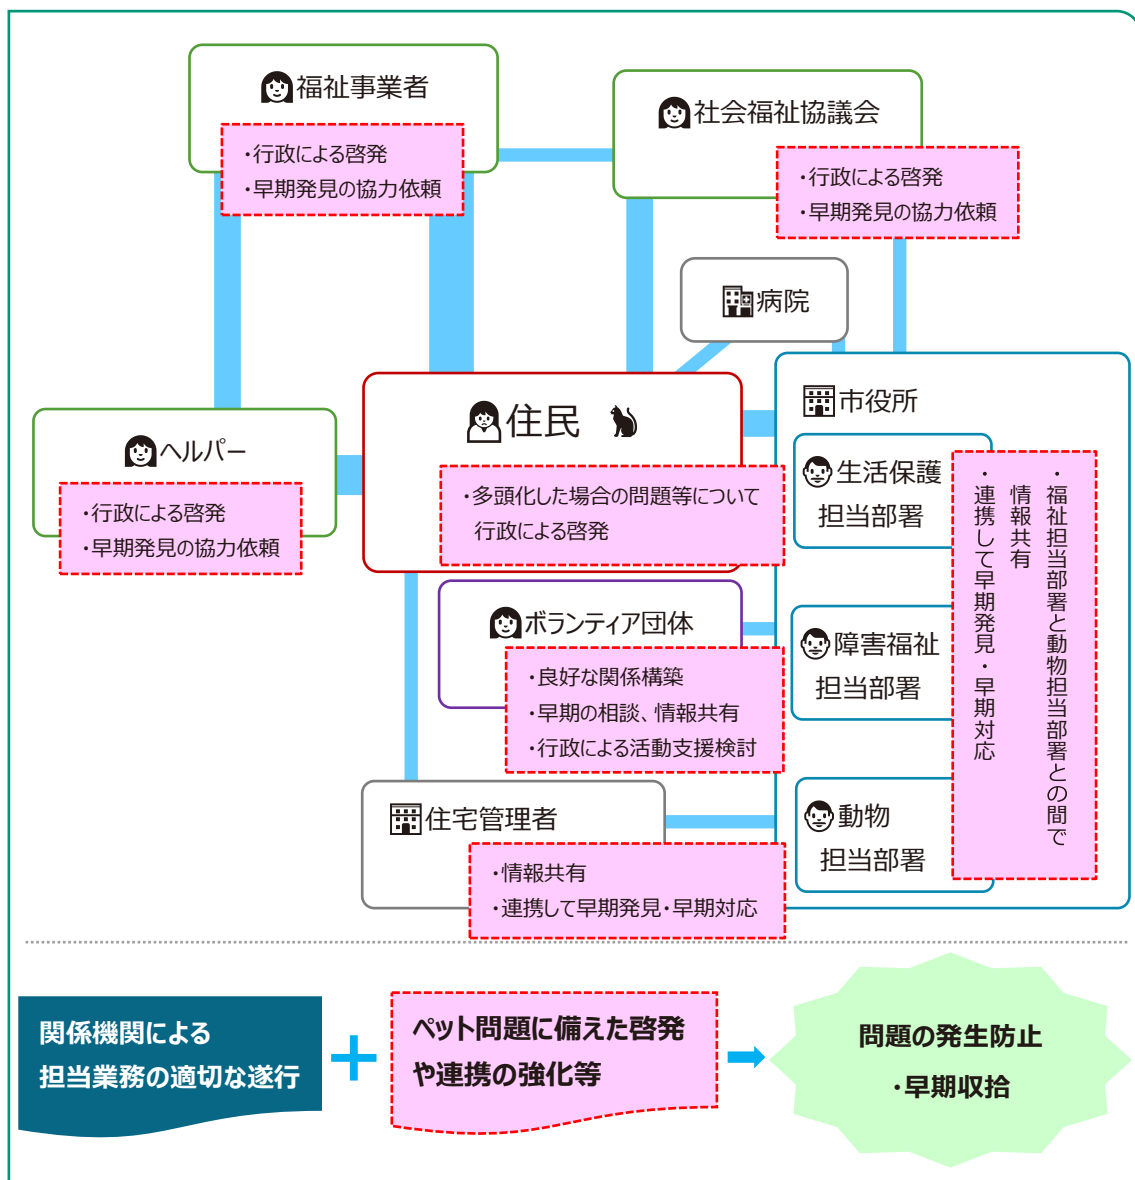 福祉事業者
・行政による啓発
・早期発見の協力依頼
社会福祉協議会
・行政による啓発
・早期発見の協力依頼
病院
住民
・多頭化した場合の問題等について
行政による啓発
ヘルパー
・行政による啓発
・早期発見の協力依頼
市役所
生活保護
担当部署
障害福祉
担当部署
動物
担当部署
・福祉担当部署と動物担当部署との間で
情報共有
・連携して早期発見・早期対応
ボランティア団体
・良好な関係構築
・早期の相談、情報共有
・行政による活動支援検討
住宅管理者
・情報共有
・連携して早期発見・早期対応
関係機関による
担当業務の適切な遂行
ペット問題に備えた啓発
や連携の強化等
問題の発生防止
・早期収拾